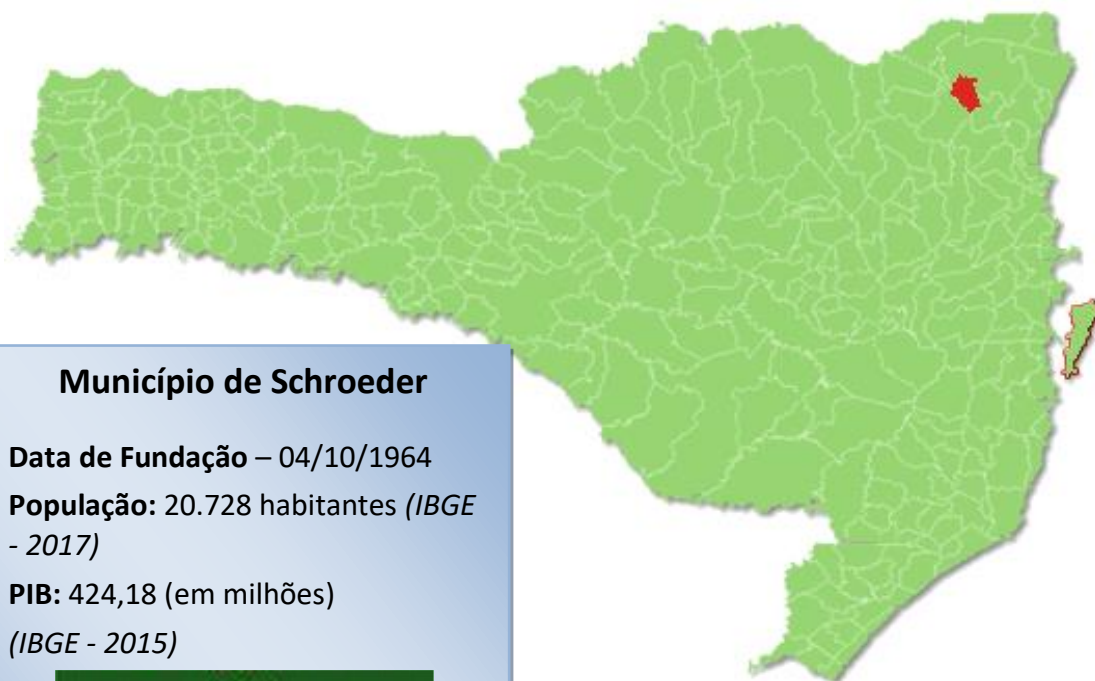 Município de Schroeder
Data de Fundação – 04/10/1964
População: 20.728 habitantes (IBGE
- 2017)
PIB: 424,18 (em milhões)
(IBGE - 2015)